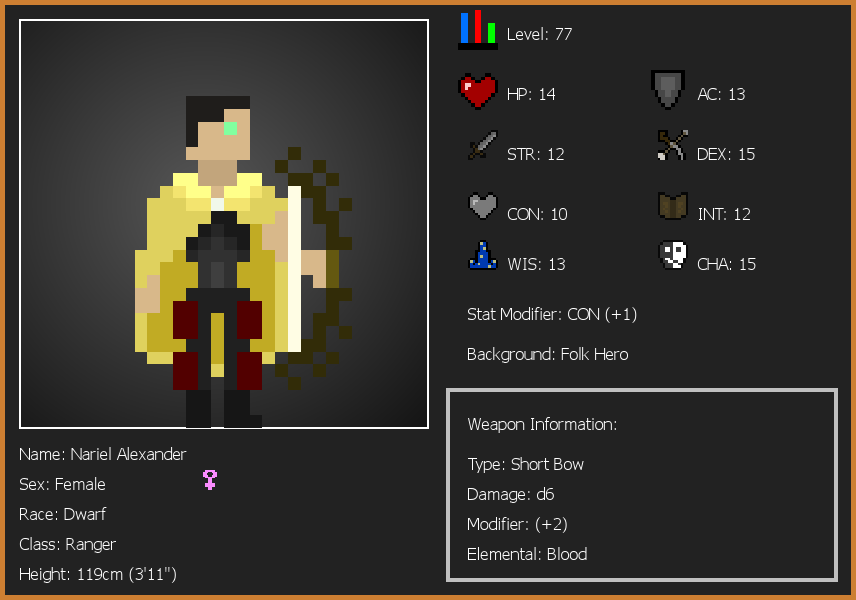 Level: 77
HP: 14
AC: 13
STR: 12
DEX: 15
CON: 10
INT: 12
WIS: 13
CHA: 15
Stat Modifier: CON (+1)
Background: Folk Hero
Weapon Information:
Type: Short Bow
Damage: d6
Modifier: (+2)
Elemental: Blood
Name: Nariel Alexander
Sex: Female
Race: Dwarf
Class: Ranger
Height: 119cm (3'11")